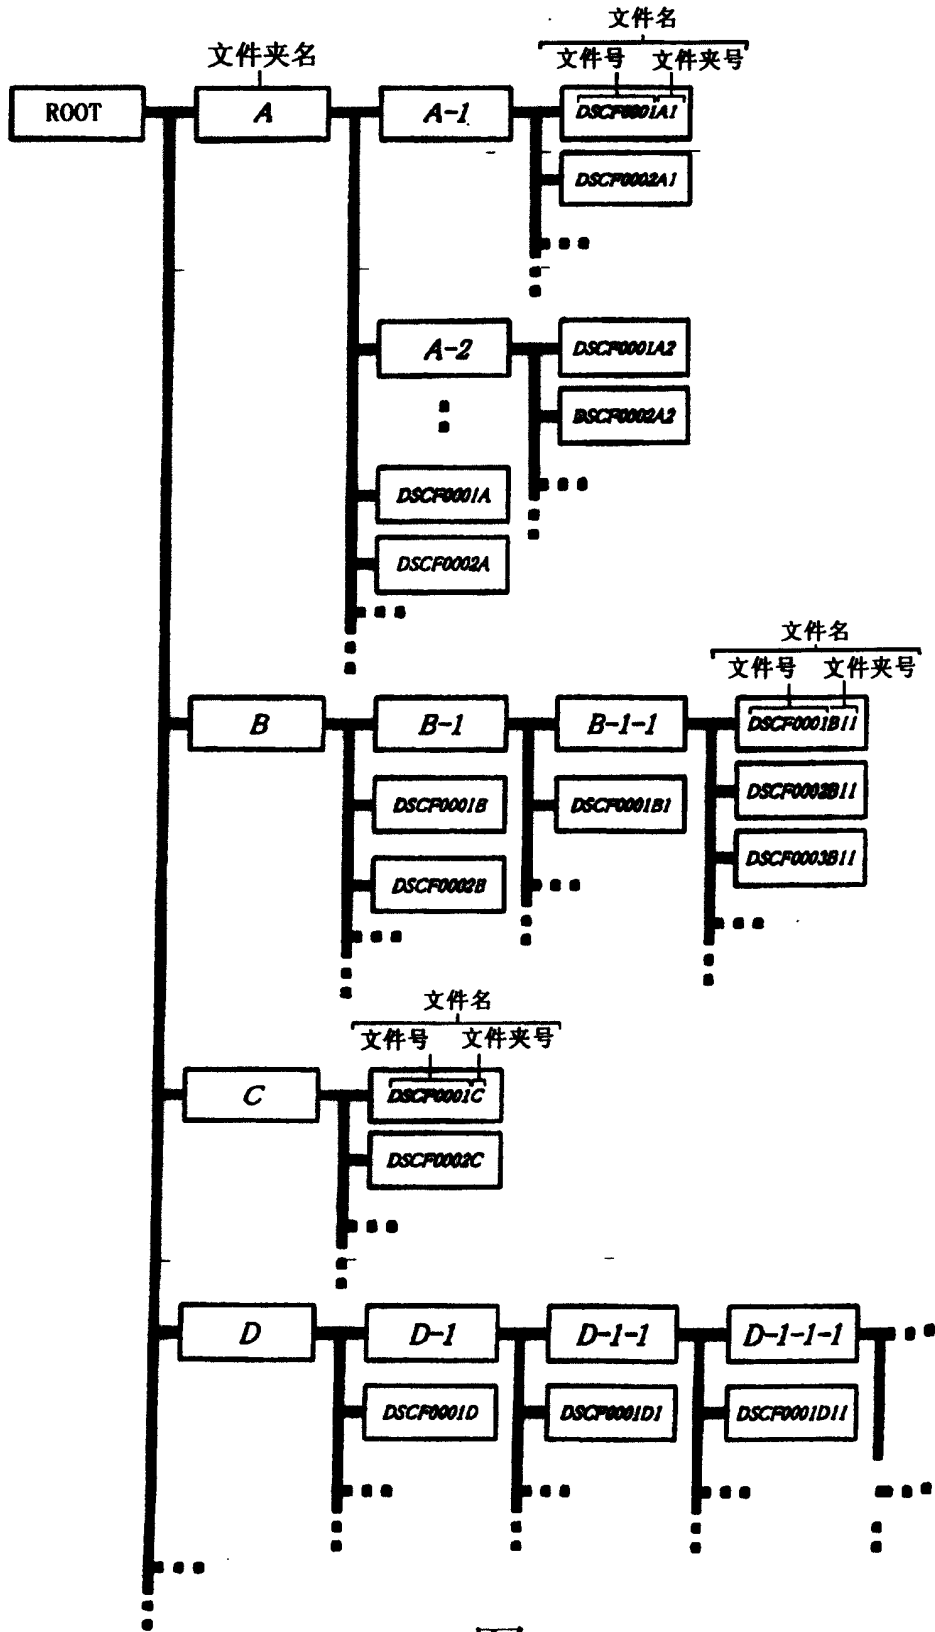 文件名
文件夹名
文件号 文件夹号
ROOT A A-1 DSCF0001A1
DSCF0002A1
A-2 DSCF0001A2
DSCF0002A2
DSCF0001A
DSCF0002A
文件名
文件号 文件夹号
B B-1 B-1-1 DSCF0001B11
DSCF0001B DSCF0001B1 DSCF0002B11
DSCF0003B11
DSCF0002B
文件名
文件号 文件夹号
C DSCF0001C
DSCF0002C
D D-1 D-1-1 D-1-1-1
DSCF0001D DSCF0001D1 DSCF0001D11